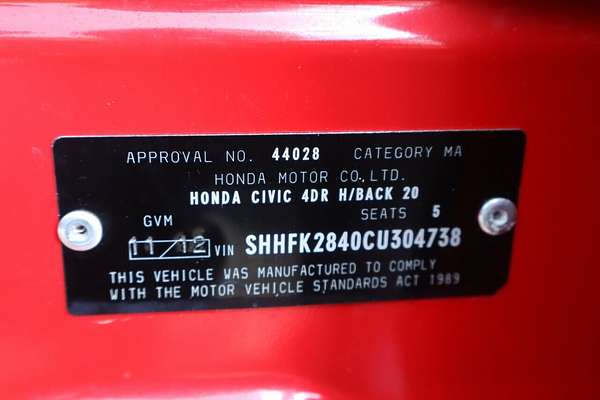 APPROVAL NO. 44028 CATEGORY MA
HONDA MOTOR CO., LTD.
HONDA CIVIC 4DR H/BACK 20
GVM SEATS 5
11/12 VIN SHHFK2840CU304738
THIS VEHICLE WAS MANUFACTURED TO COMPLY
WITH THE MOTOR VEHICLE STANDARDS ACT 1989